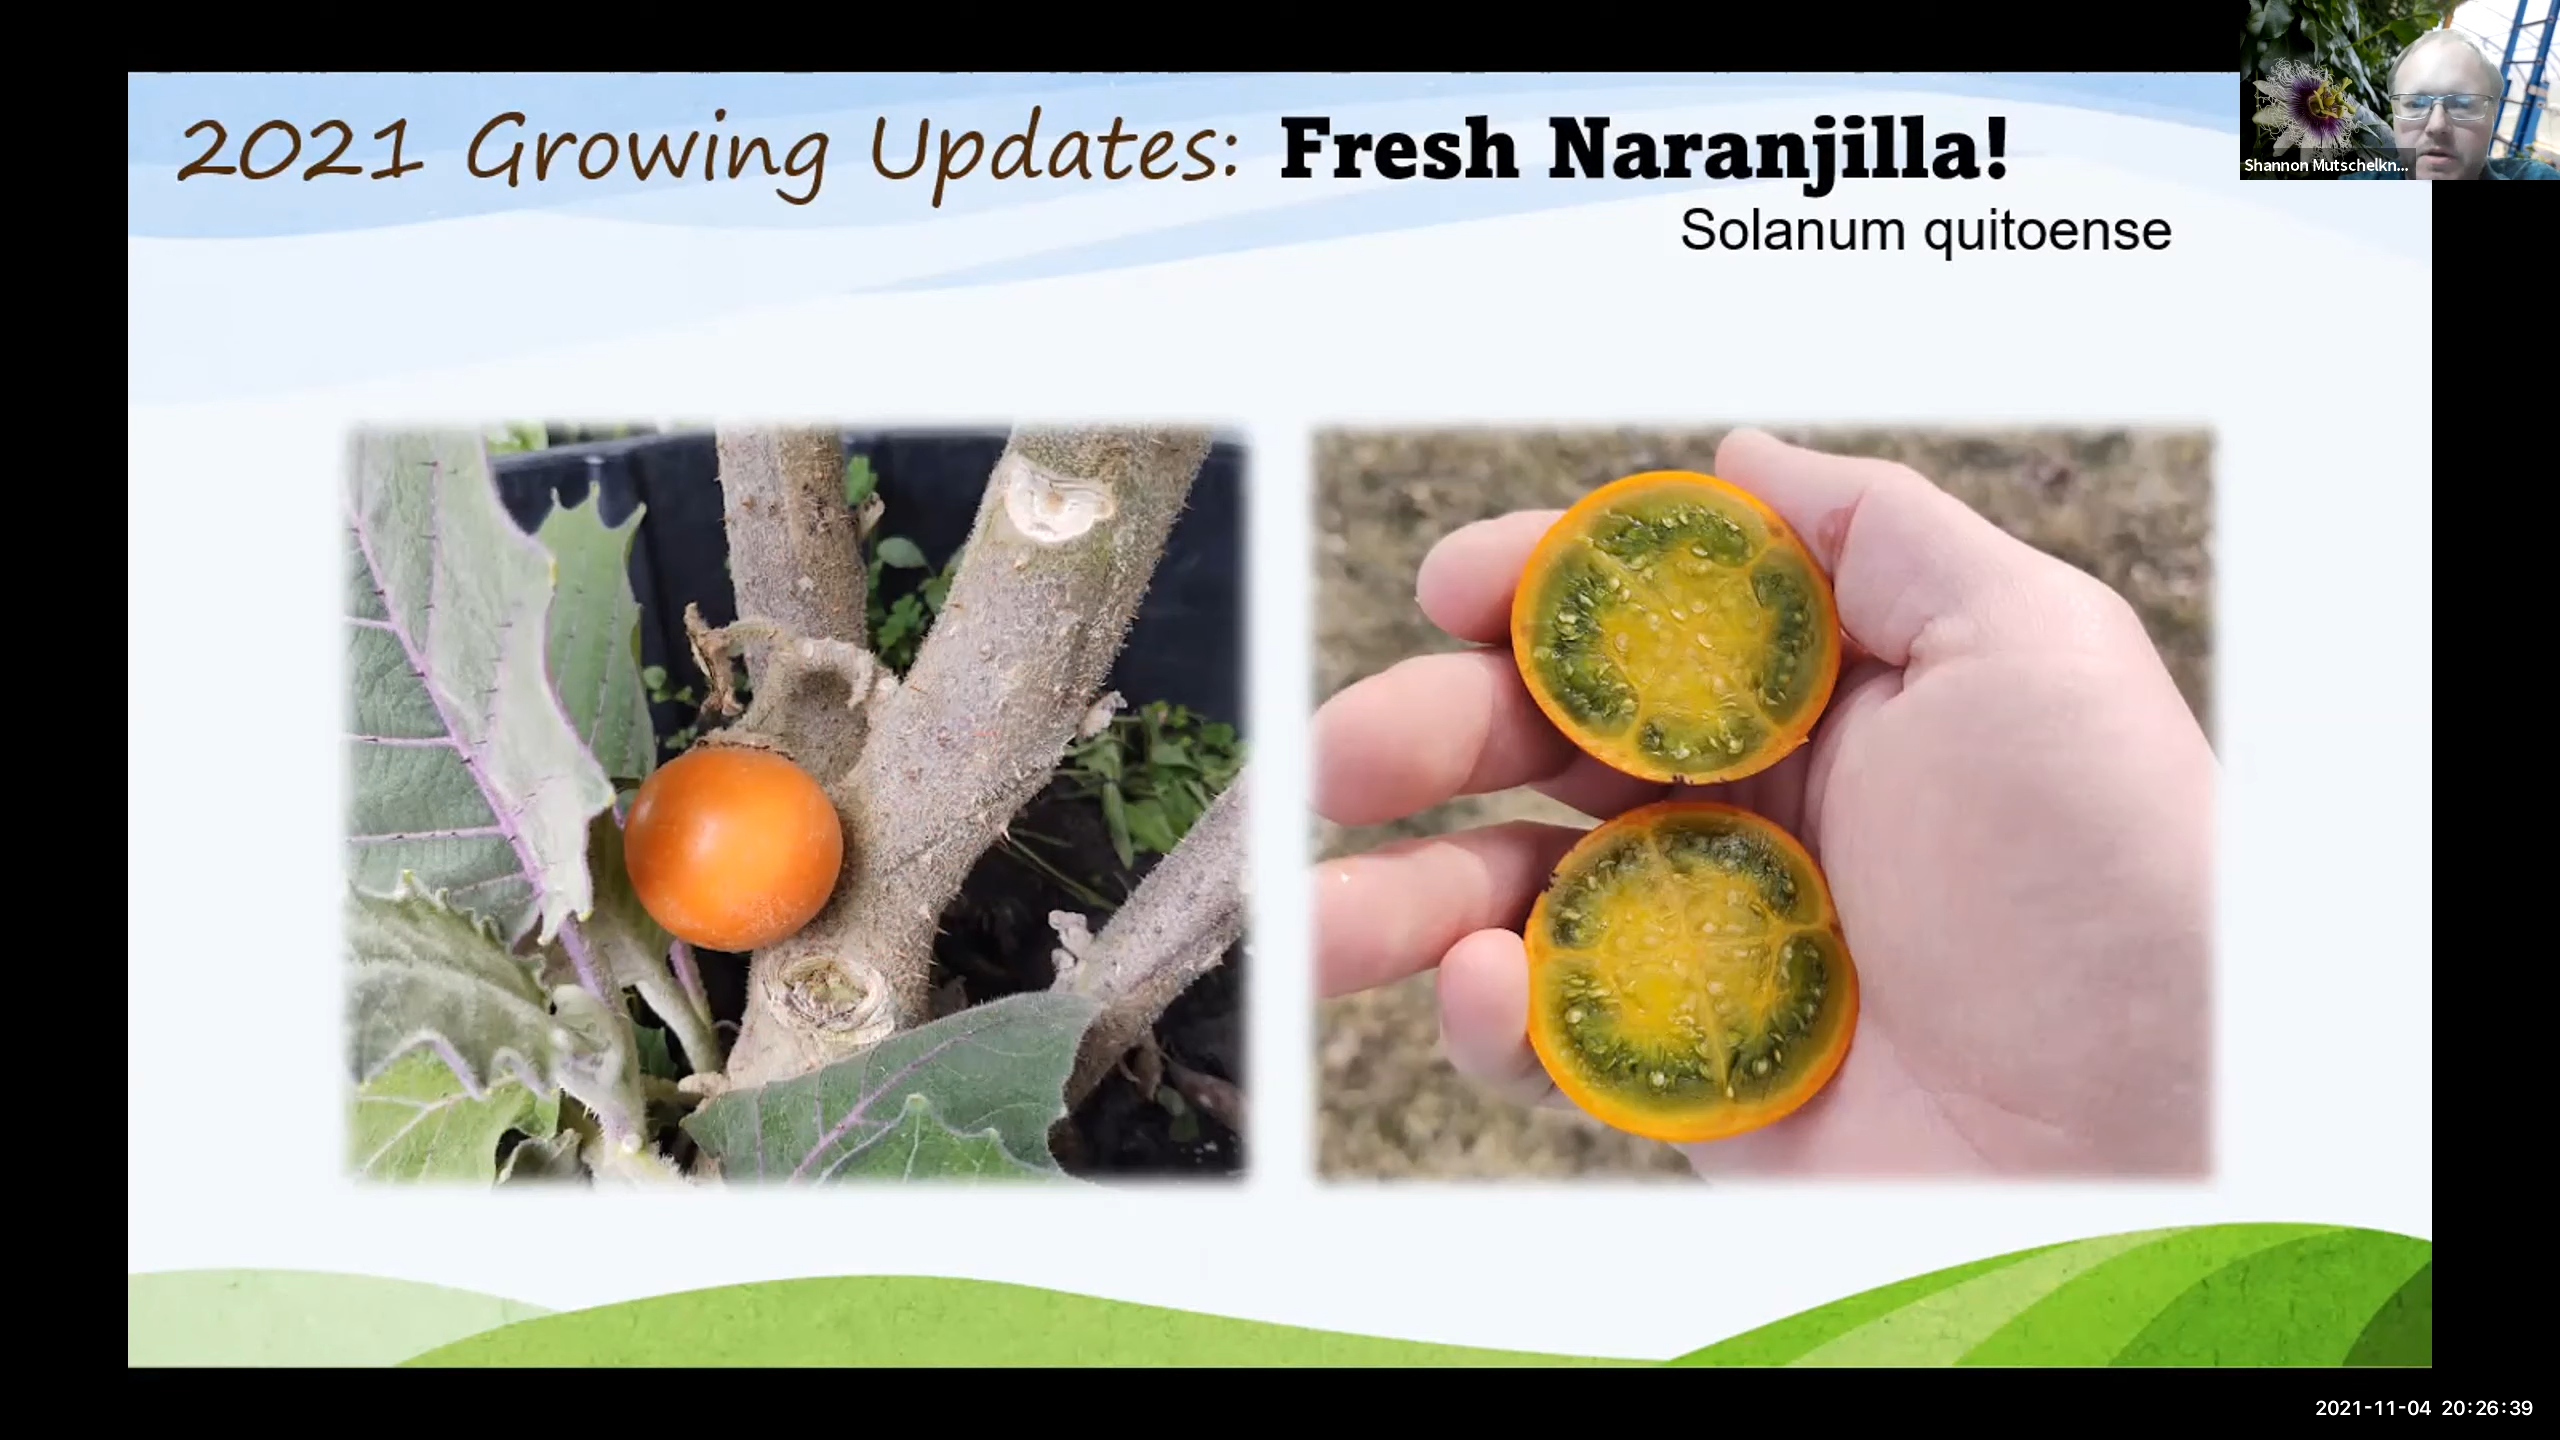 2021 Growing Updates: Fresh Naranjilla!
Solanum quitoense
Shannon Mutschelkn...
2021-11-04 20:26:39